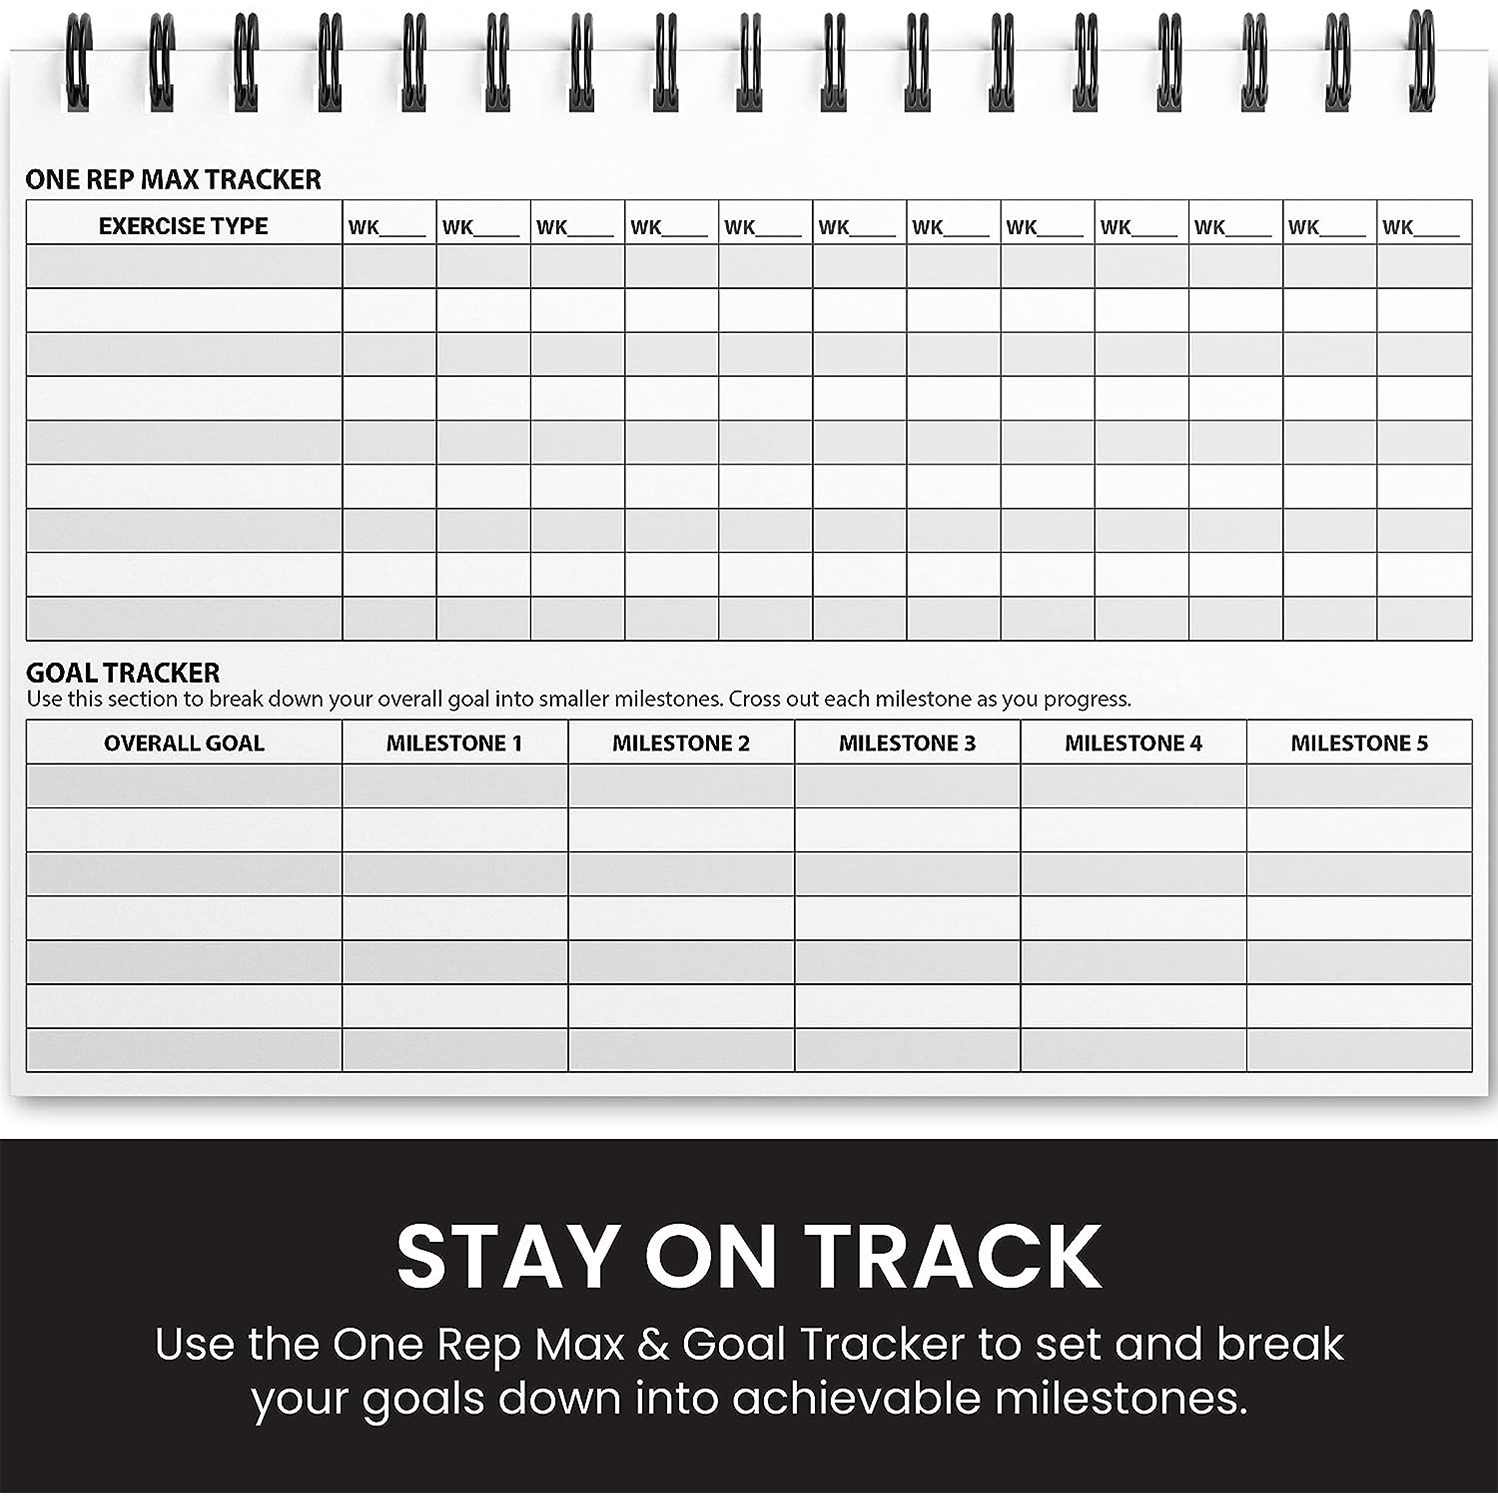 ONE REP MAX TRACKER
EXERCISE TYPE WK____ WK____ WK____ WK____ WK____ WK____ WK____ WK____ WK____ WK____ WK____ WK____
GOAL TRACKER
Use this section to break down your overall goal into smaller milestones. Cross out each milestone as you progress.
OVERALL GOAL MILESTONE 1 MILESTONE 2 MILESTONE 3 MILESTONE 4 MILESTONE 5
STAY ON TRACK
Use the One Rep Max & Goal Tracker to set and break
your goals down into achievable milestones.